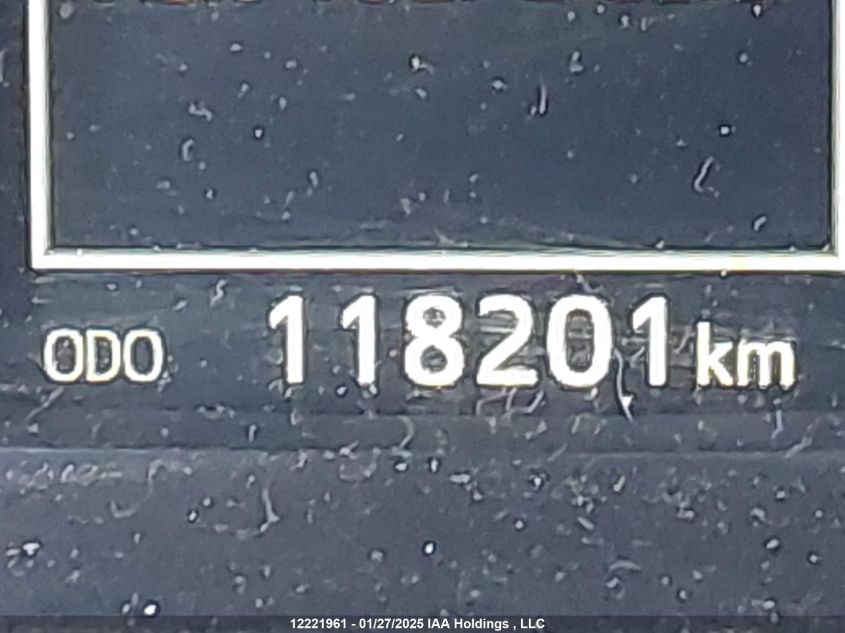 ODO 118201 km
12221961 - 01/27/2025 IAA Holdings , LLC